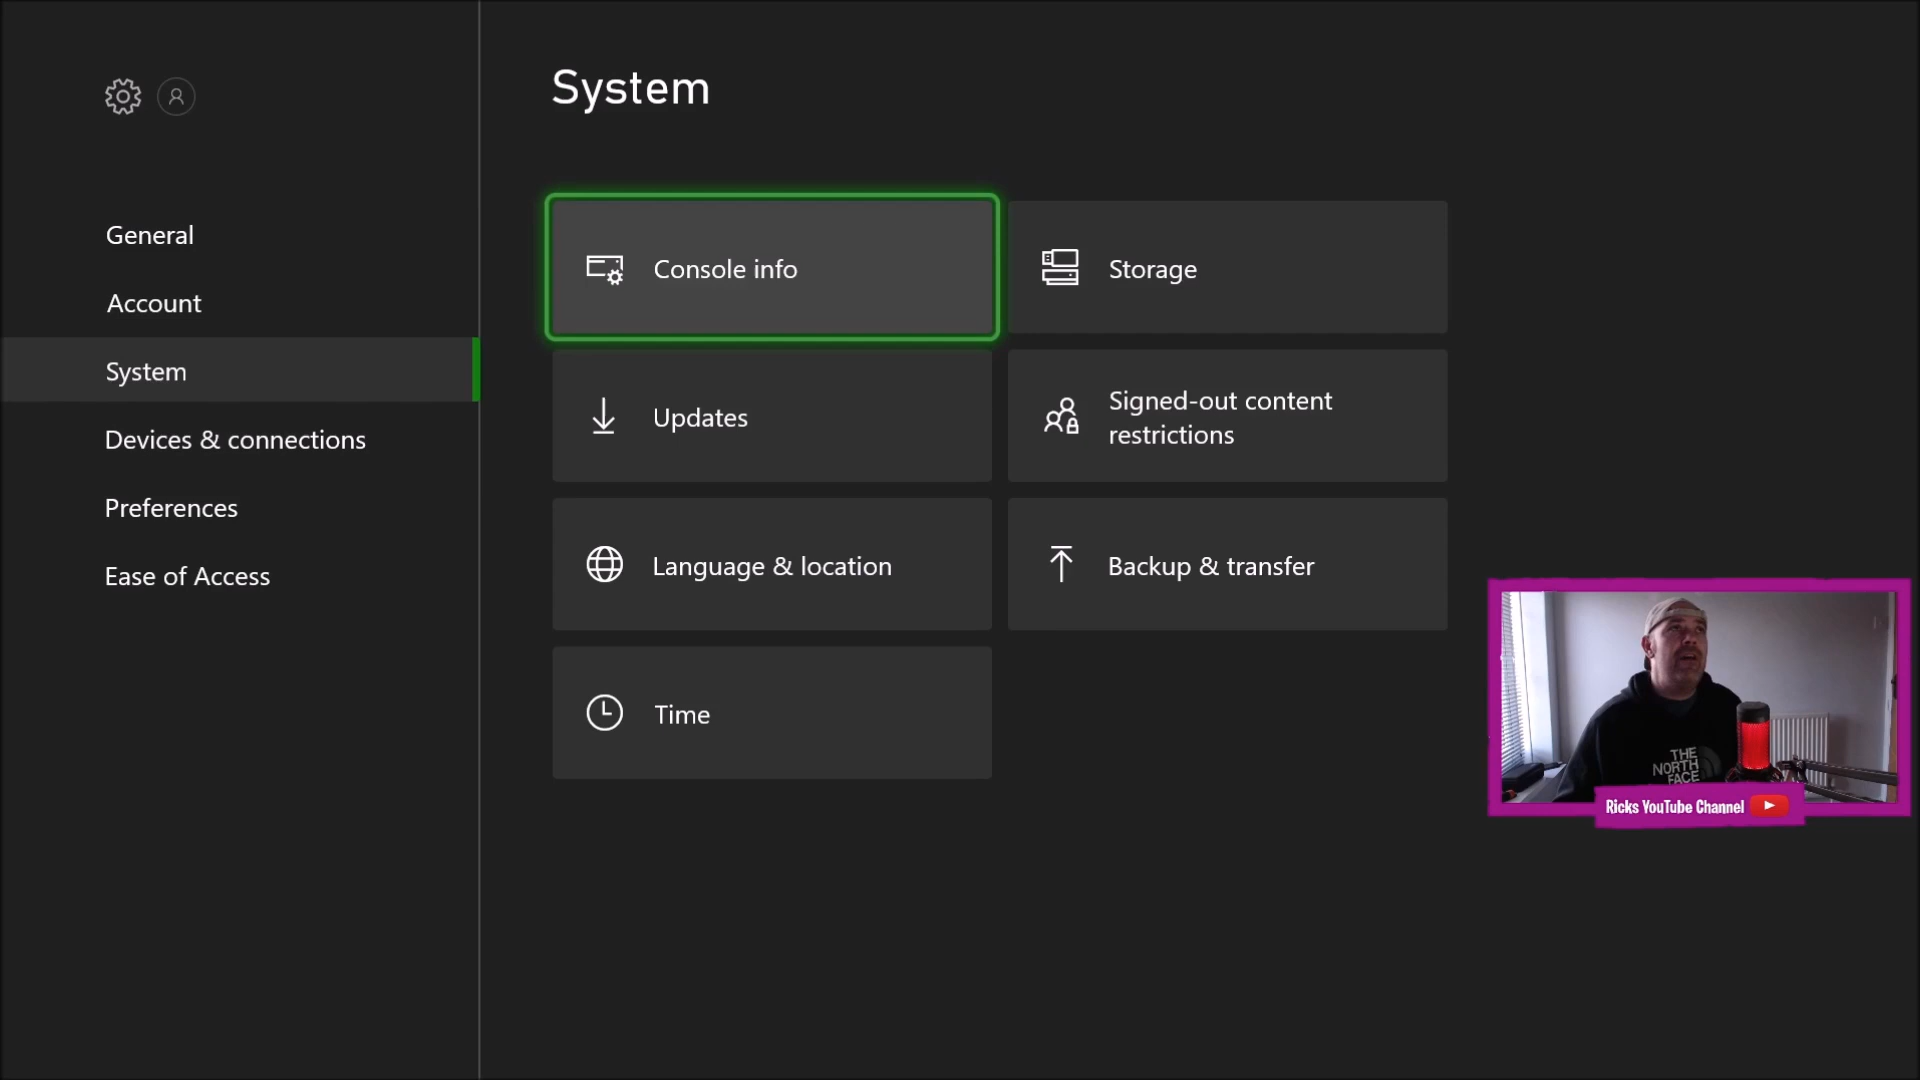 System
General
Account
System
Devices & connections
Preferences
Ease of Access
Console info
Storage
Updates
Signed-out content
restrictions
Language & location
Backup & transfer
Time
THE
NORTH
FACE
Ricks YouTube Channel